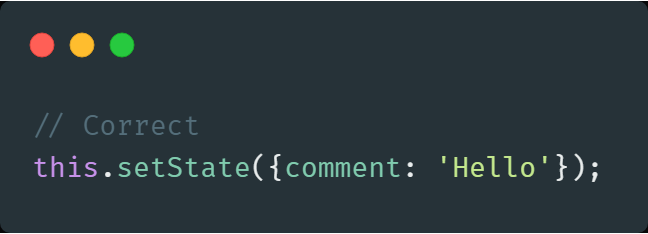 // Correct
this.setState({comment: 'Hello'});